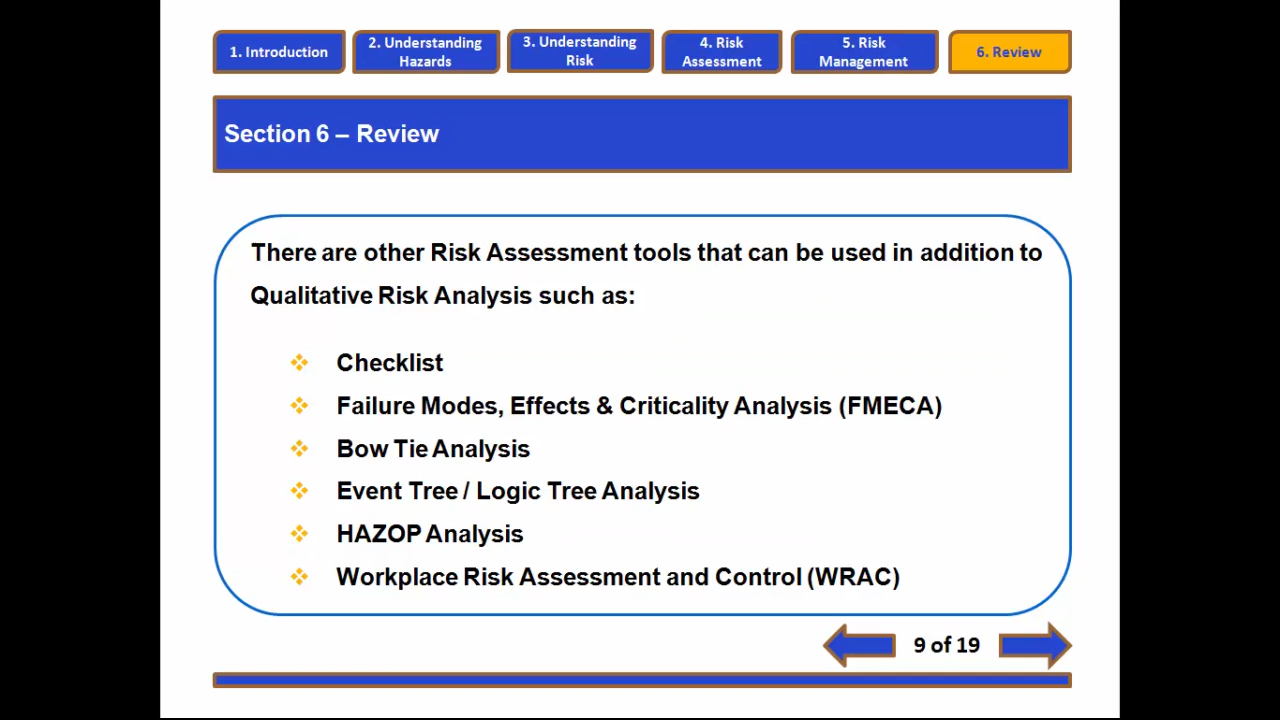 1. Introduction
2. Understanding
Hazards
3. Understanding
Risk
4. Risk
Assessment
5. Risk
Management
6. Review
Section 6 – Review
There are other Risk Assessment tools that can be used in addition to
Qualitative Risk Analysis such as:
Checklist
Failure Modes, Effects & Criticality Analysis (FMECA)
Bow Tie Analysis
Event Tree / Logic Tree Analysis
HAZOP Analysis
Workplace Risk Assessment and Control (WRAC)
9 of 19